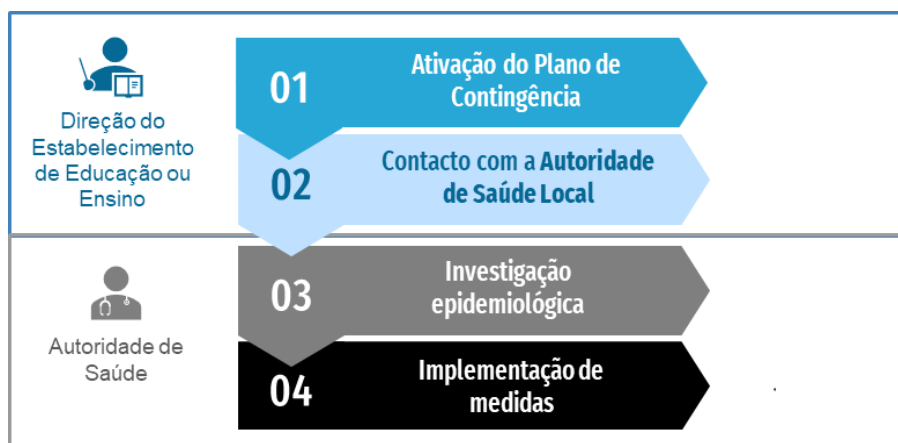 Direção do
Estabelecimento
de Educação ou
Ensino
01
Ativação do Plano de
Contingência
02
Contacto com a Autoridade
de Saúde Local
Autoridade de
Saúde
03
Investigação
epidemiológica
04
Implementação de
medidas
.